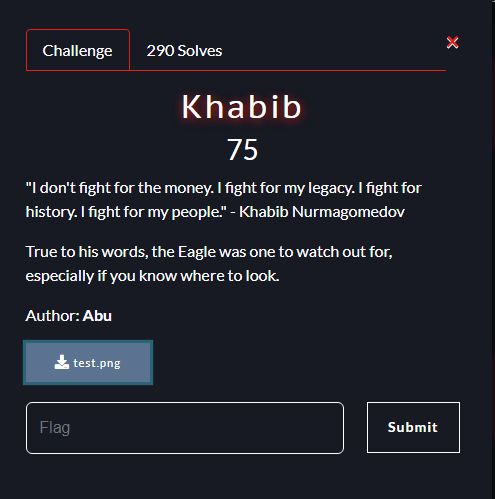 Challenge
290 Solves
Khabib
75
"I don't fight for the money. I fight for my legacy. I fight for
history. I fight for my people." - Khabib Nurmagomedov
True to his words, the Eagle was one to watch out for,
especially if you know where to look.
Author: Abu
test.png
Flag
Submit